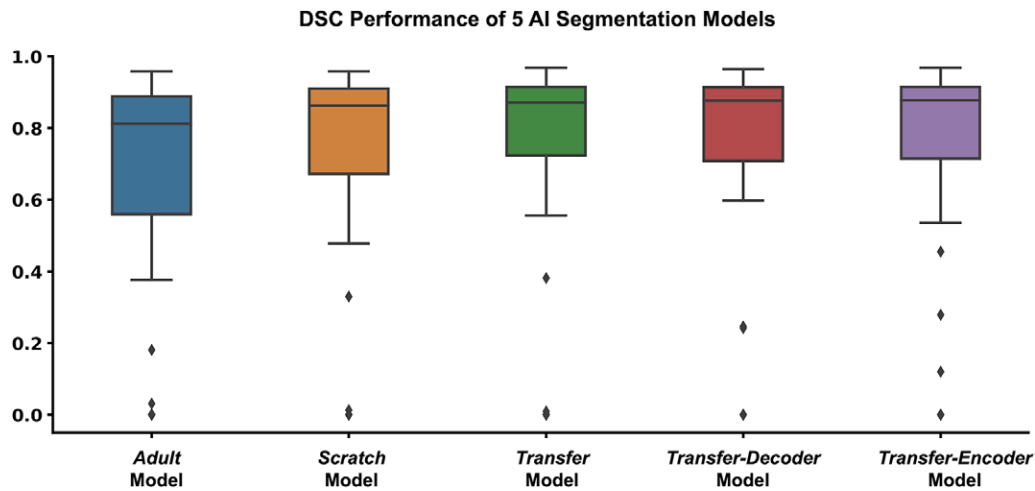 DSC Performance of 5 AI Segmentation Models
1.0
0.8
0.6
0.4
0.2
0.0
Adult Model
Scratch Model
Transfer Model
Transfer-Decoder Model
Transfer-Encoder Model